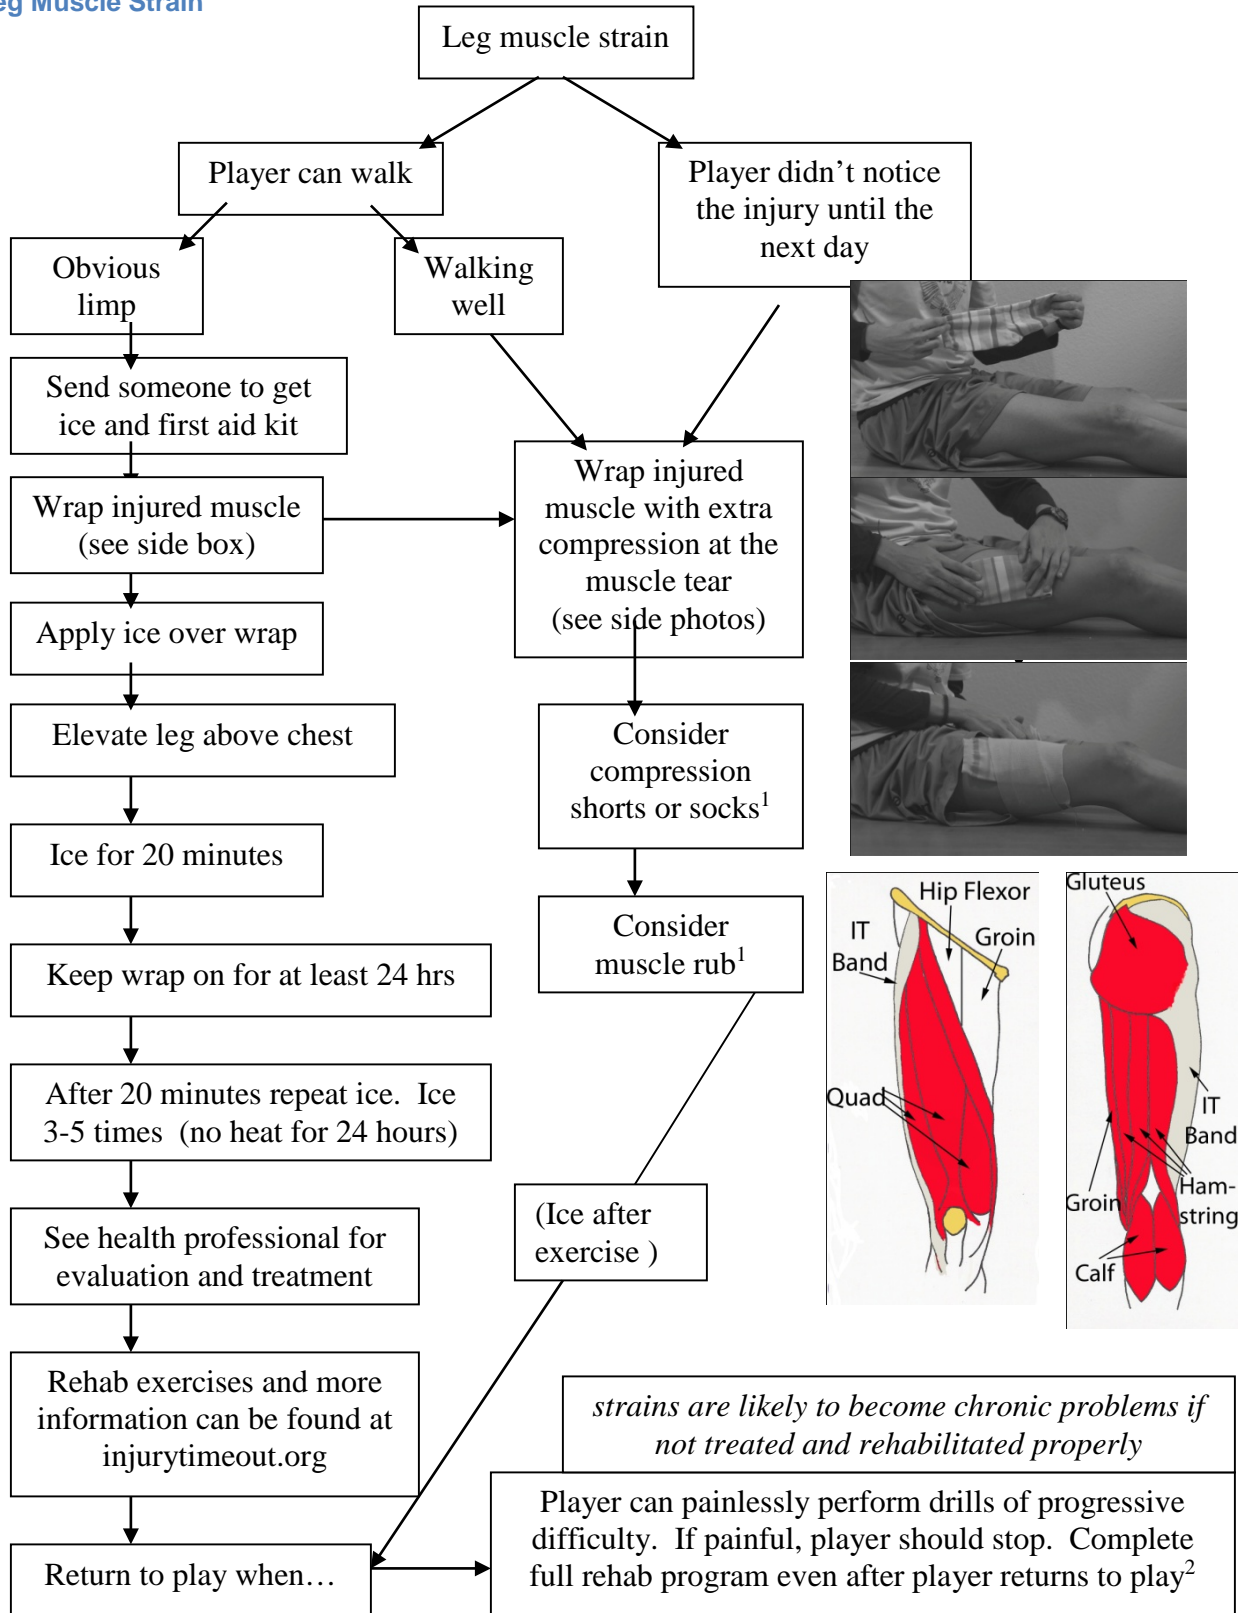 Leg Muscle Strain
Leg muscle strain
Player can walk
Player didn’t notice
the injury until the
next day
Obvious
limp
Walking
well
Send someone to get
ice and first aid kit
Wrap injured muscle
(see side box)
Wrap injured
muscle with extra
compression at the
muscle tear
(see side photos)
Apply ice over wrap
Elevate leg above chest
Consider
compression
shorts or socks¹
Ice for 20 minutes
Consider
muscle rub¹
Keep wrap on for at least 24 hrs
After 20 minutes repeat ice.  Ice
3-5 times  (no heat for 24 hours)
(Ice after
exercise )
See health professional for
evaluation and treatment
Rehab exercises and more
information can be found at
injurytimeout.org
Return to play when…
Hip Flexor
IT
Band
Groin
Quad
Gluteus
IT
Band
Groin
Ham-
string
Calf
strains are likely to become chronic problems if
not treated and rehabilitated properly
Player can painlessly perform drills of progressive
difficulty.  If painful, player should stop.  Complete
full rehab program even after player returns to play²